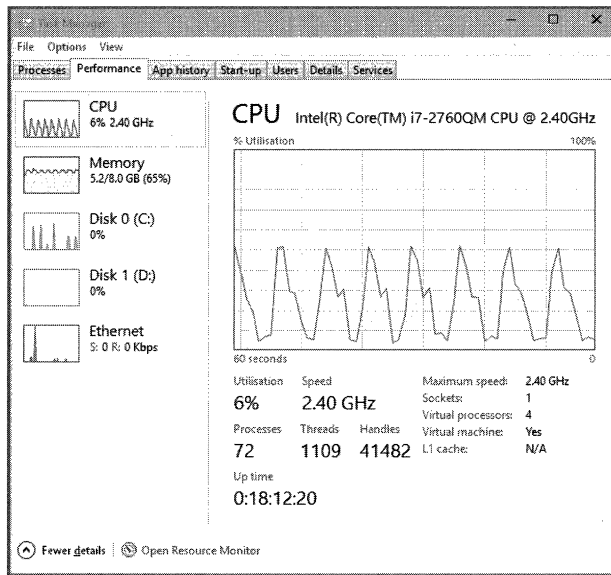 Task Manager
File Options View
Processes Performance App history Start-up Users Details Services
CPU
6% 2.40 GHz
Memory
5.2/8.0 GB (65%)
Disk 0 (C:)
0%
Disk 1 (D:)
0%
Ethernet
S: 0 R: 0 Kbps
CPU Intel(R) Core(TM) i7-2760QM CPU @ 2.40GHz
% Utilisation 100%
60 seconds 0
Utilisation Speed
6% 2.40 GHz
Processes Threads Handles
72 1109 41482
Up time
0:18:12:20
Maximum speed: 2.40 GHz
Sockets: 1
Virtual processors: 4
Virtual machine: Yes
L1 cache: N/A
Fewer details Open Resource Monitor